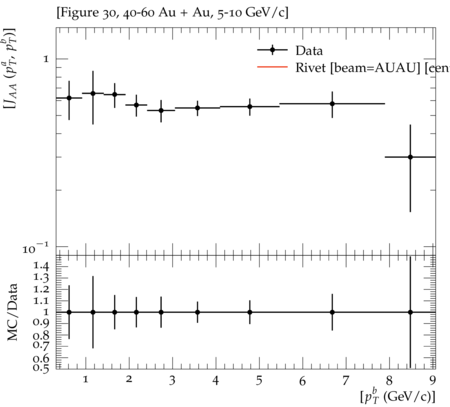 [Figure 30, 40-60 Au + Au, 5-10 GeV/c]
[J_{AA} (p_T^a, p_T^b)]
1
10^{-1}
Data
Rivet [beam=AUAU] [cen
MC/Data
1.4
1.3
1.2
1.1
1
0.9
0.8
0.7
0.6
0.5
1 2 3 4 5 6 7 8 9
[p_T^b (GeV/c)]